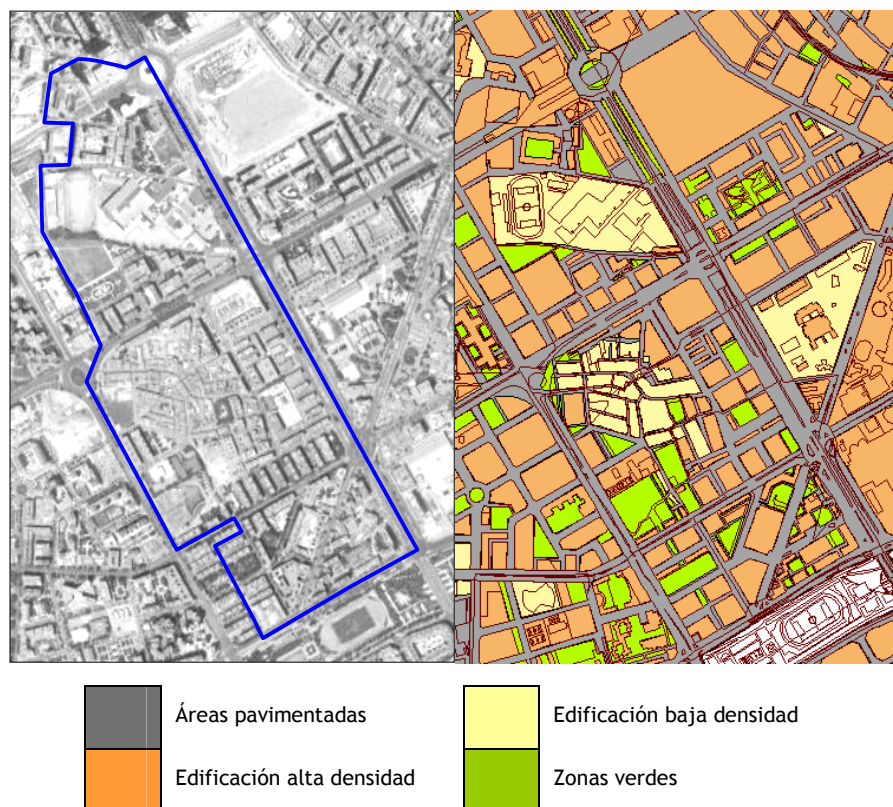 Áreas pavimentadas
Edificación baja densidad
Edificación alta densidad
Zonas verdes